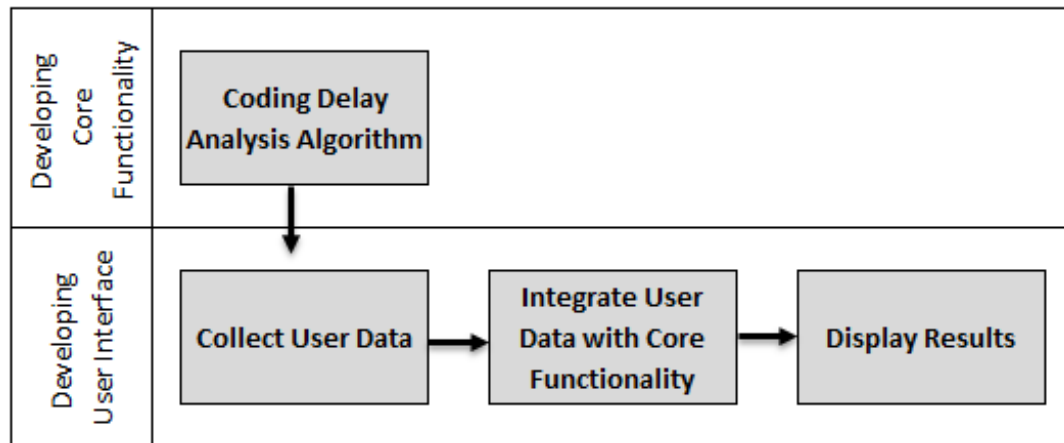 Developing
Core
Functionality
Coding Delay
Analysis Algorithm
Developing
User Interface
Collect User Data
Integrate User
Data with Core
Functionality
Display Results